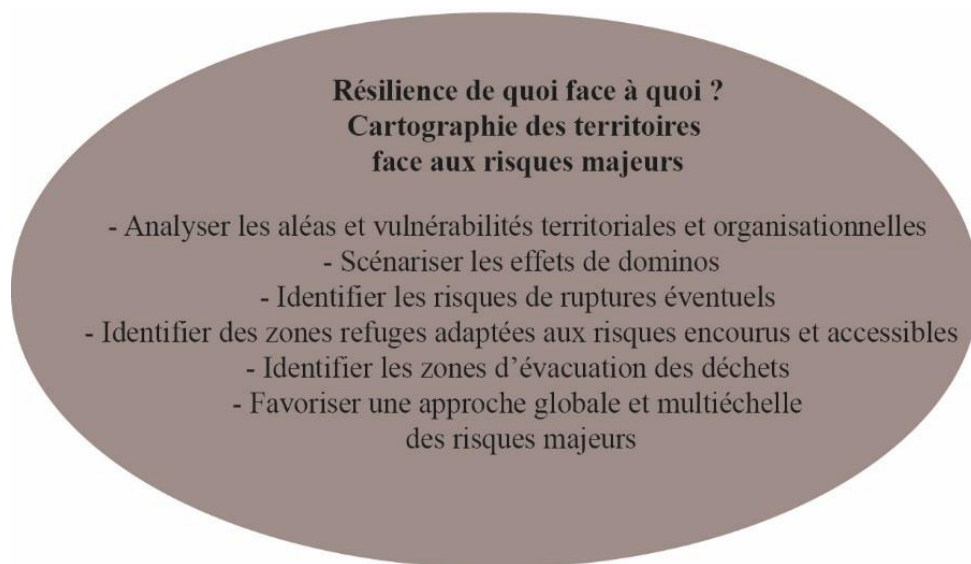 Résilience de quoi face à quoi ?
Cartographie des territoires
face aux risques majeurs
- Analyser les aléas et vulnérabilités territoriales et organisationnelles
- Scénariser les effets de dominos
- Identifier les risques de ruptures éventuels
- Identifier des zones refuges adaptées aux risques encourus et accessibles
- Identifier les zones d’évacuation des déchets
- Favoriser une approche globale et multiéchelle
des risques majeurs